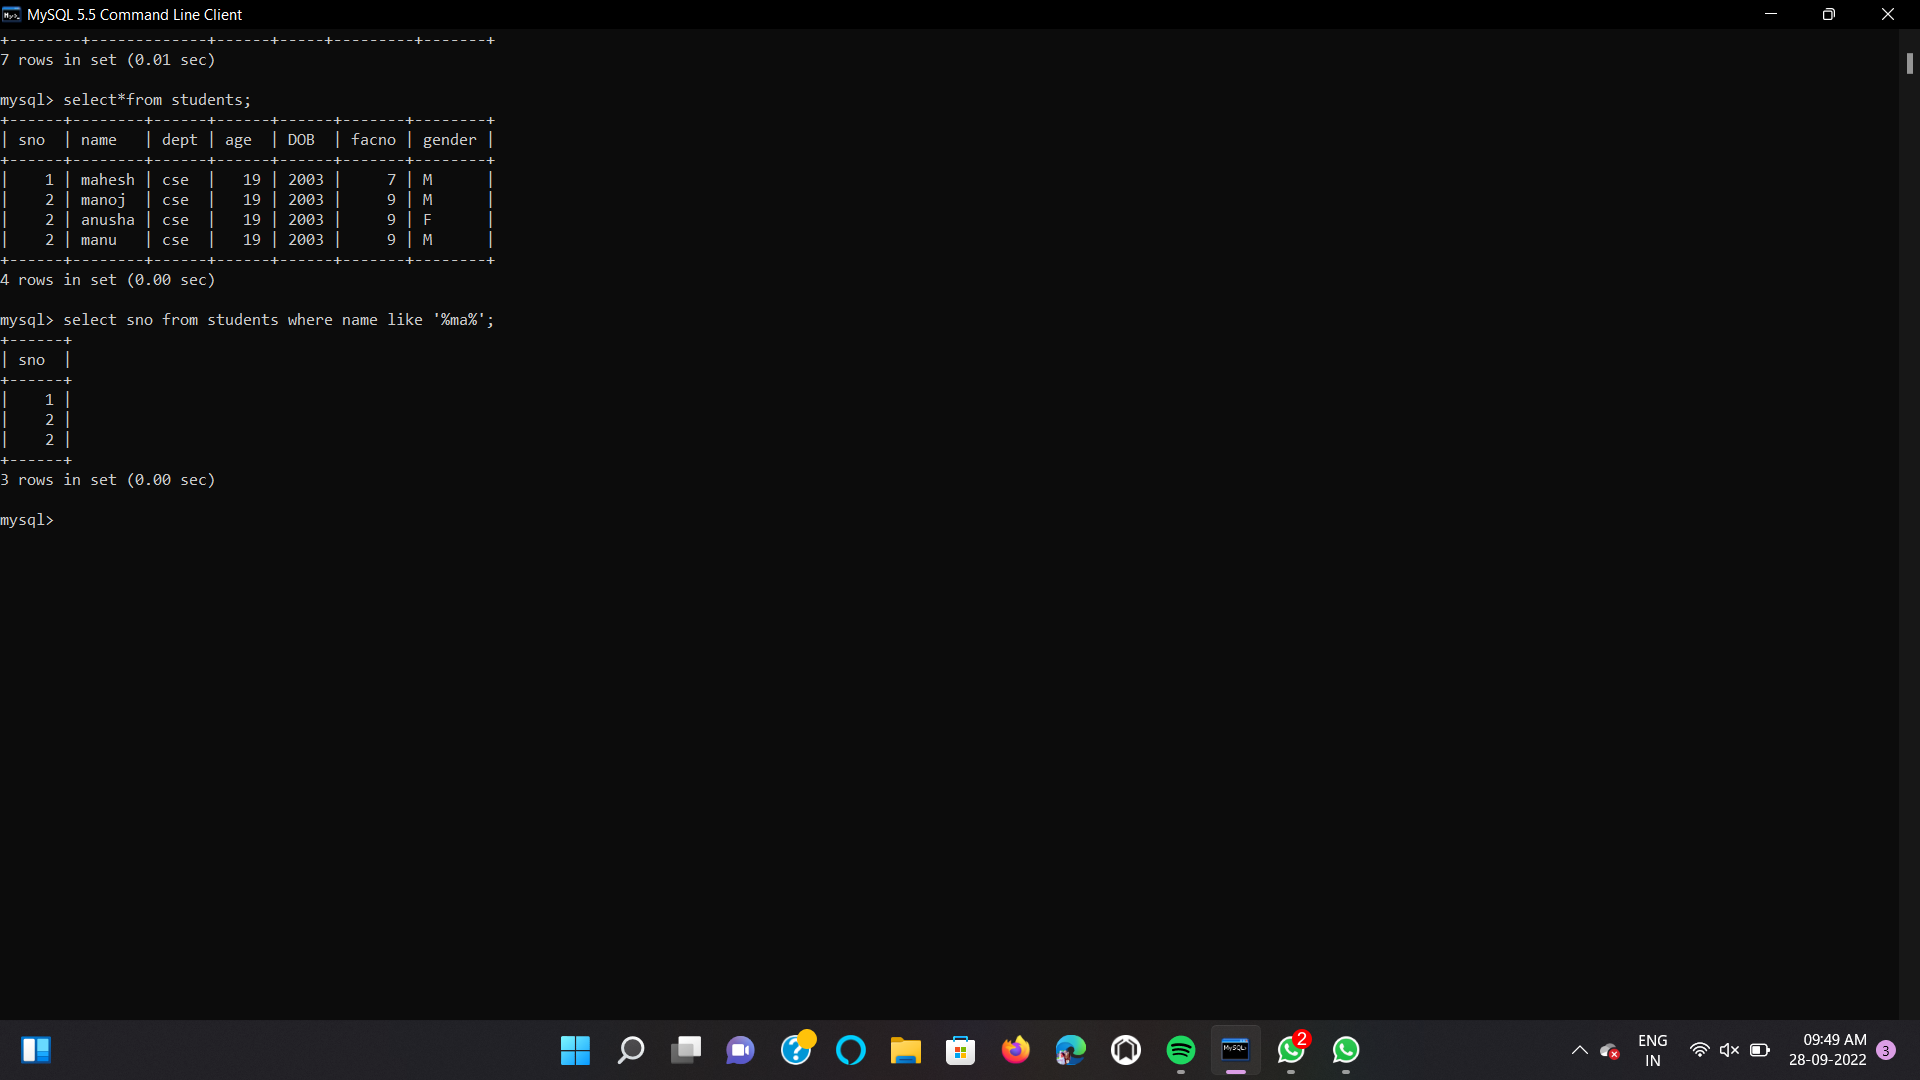 MySQL 5.5 Command Line Client
+--------+-------------+------+-----+---------+-------+
7 rows in set (0.01 sec)
mysql> select*from students;
+------+--------+------+------+------+-------+--------+
| sno  | name   | dept | age  | DOB  | facno | gender |
+------+--------+------+------+------+-------+--------+
|    1 | mahesh | cse  |   19 | 2003 |     7 | M      |
|    2 | manoj  | cse  |   19 | 2003 |     9 | M      |
|    2 | anusha | cse  |   19 | 2003 |     9 | F      |
|    2 | manu   | cse  |   19 | 2003 |     9 | M      |
+------+--------+------+------+------+-------+--------+
4 rows in set (0.00 sec)
mysql> select sno from students where name like '%ma%';
+------+
| sno  |
+------+
|    1 |
|    2 |
|    2 |
+------+
3 rows in set (0.00 sec)
mysql>
MySQL>
2
ENG
IN
09:49 AM
28-09-2022
3